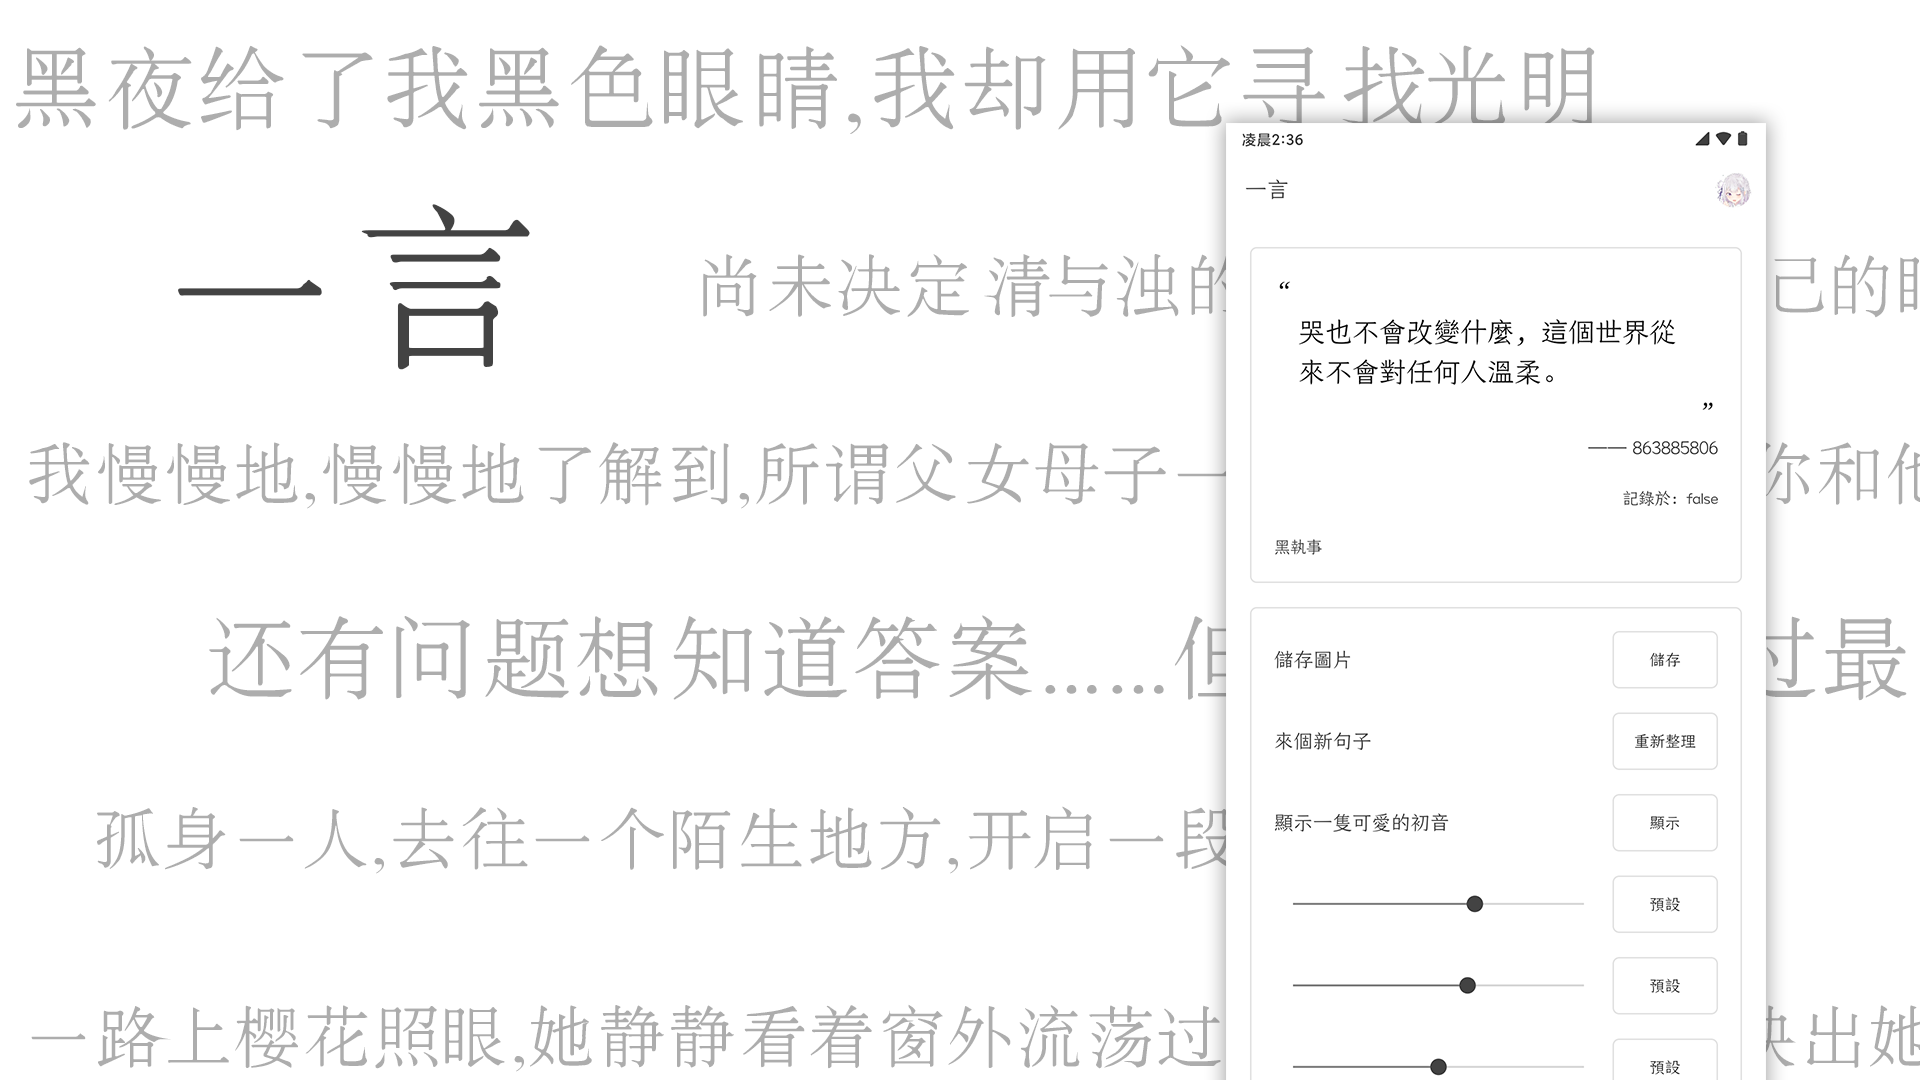 黑夜给了我黑色眼睛,我却用它寻找光明
一言
尚未决定 清与浊的
己的眼
我慢慢地,慢慢地了解到,所谓父女母子一
你和他
还有问题想知道答案……但
过最
孤身一人,去往一个陌生地方,开启一段
一路上樱花照眼,她静静看着窗外流荡过
快出她
凌晨2:36
一言
“
哭也不會改變什麼，這個世界從
來不會對任何人溫柔。
”
—— 863885806
記錄於：false
黑執事
儲存圖片
儲存
來個新句子
重新整理
顯示一隻可愛的初音
顯示
預設
預設
預設